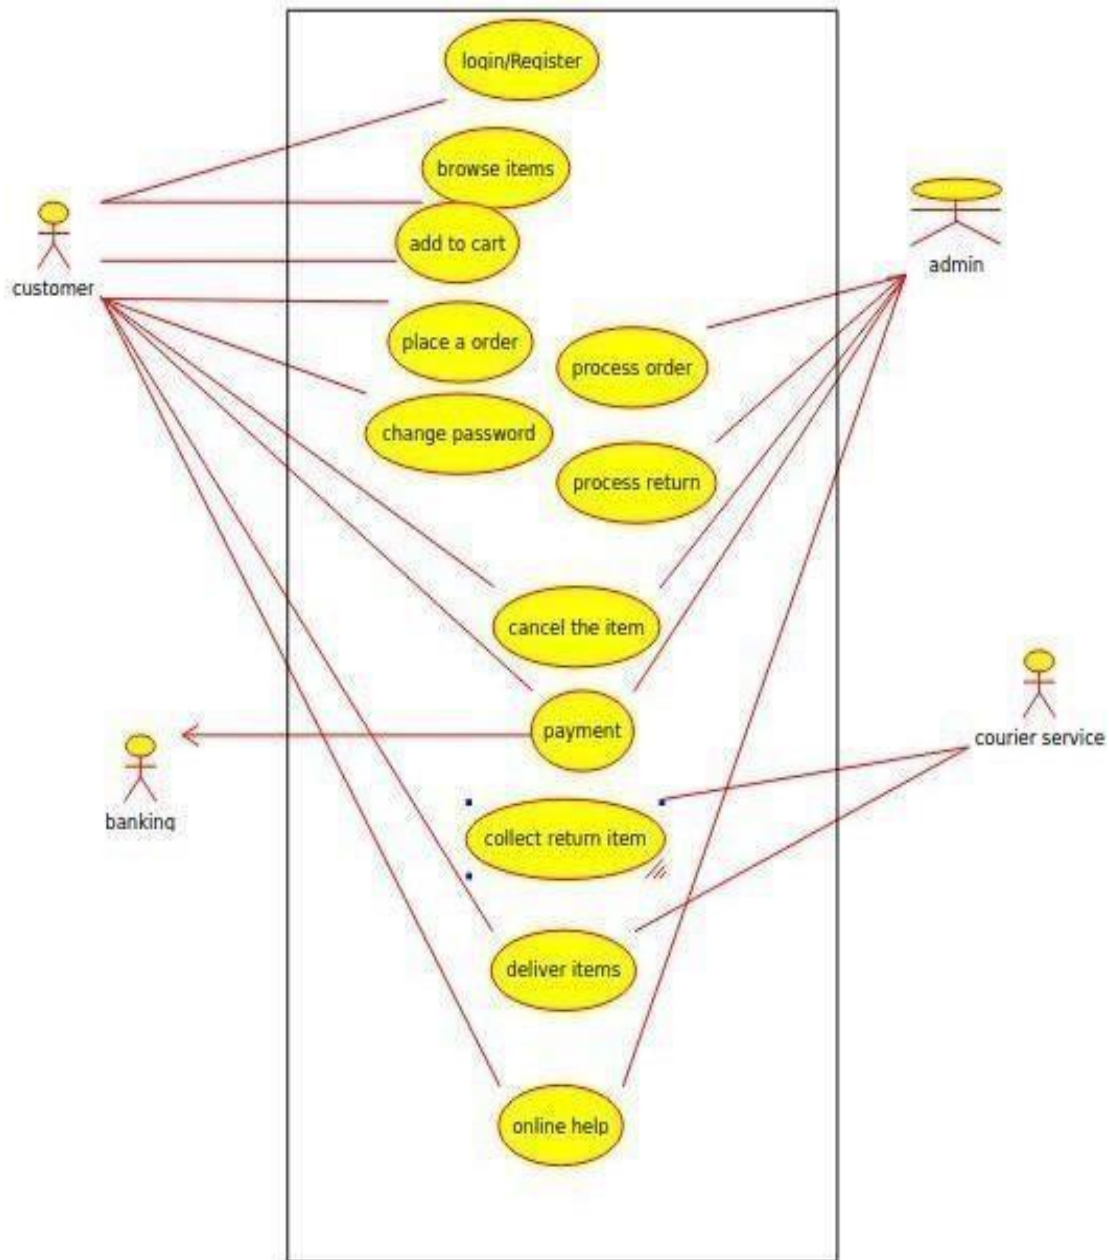 login/Register
browse items
add to cart
customer
admin
place a order
process order
change password
process return
cancel the item
payment
courier service
banking
collect return item
deliver items
online help